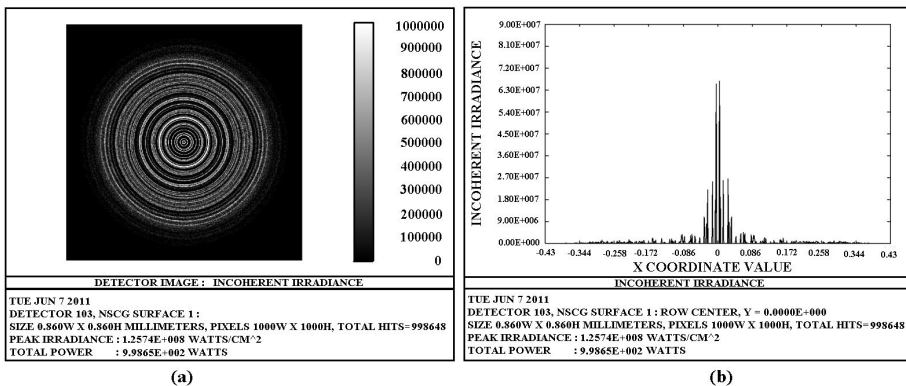 1000000
900000
800000
700000
600000
500000
400000
300000
200000
100000
0
DETECTOR IMAGE : INCOHERENT IRRADIANCE
TUE JUN 7 2011
DETECTOR 103, NSCG SURFACE 1 :
SIZE 0.860W X 0.860H MILLIMETERS, PIXELS 1000W X 1000H, TOTAL HITS=998648
PEAK IRRADIANCE : 1.2574E+008 WATTS/CM^2
TOTAL POWER : 9.9865E+002 WATTS
(a)
INCOHERENT IRRADIANCE
9.00E+007
8.10E+007
7.20E+007
6.30E+007
5.40E+007
4.50E+007
3.60E+007
2.70E+007
1.80E+007
9.00E+006
0.00E+000
-0.43 -0.344 -0.258 -0.172 -0.086 0 0.086 0.172 0.258 0.344 0.43
X COORDINATE VALUE
INCOHERENT IRRADIANCE
TUE JUN 7 2011
DETECTOR 103, NSCG SURFACE 1 : ROW CENTER, Y = 0.0000E+000
SIZE 0.860W X 0.860H MILLIMETERS, PIXELS 1000W X 1000H, TOTAL HITS=998648
PEAK IRRADIANCE : 1.2574E+008 WATTS/CM^2
TOTAL POWER : 9.9865E+002 WATTS
(b)